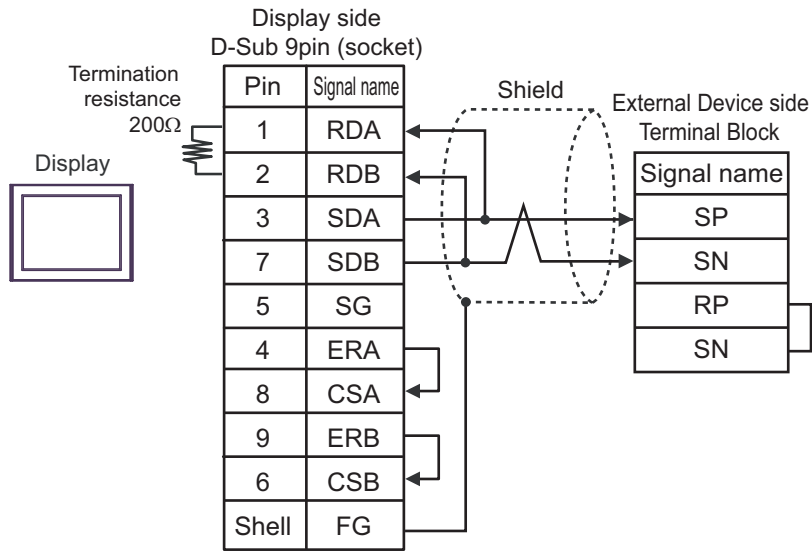 Display side
D-Sub 9pin (socket)
Termination
resistance
200Ω
Display
Pin Signal name
1 RDA
2 RDB
3 SDA
7 SDB
5 SG
4 ERA
8 CSA
9 ERB
6 CSB
Shell FG
Shield
External Device side
Terminal Block
Signal name
SP
SN
RP
SN